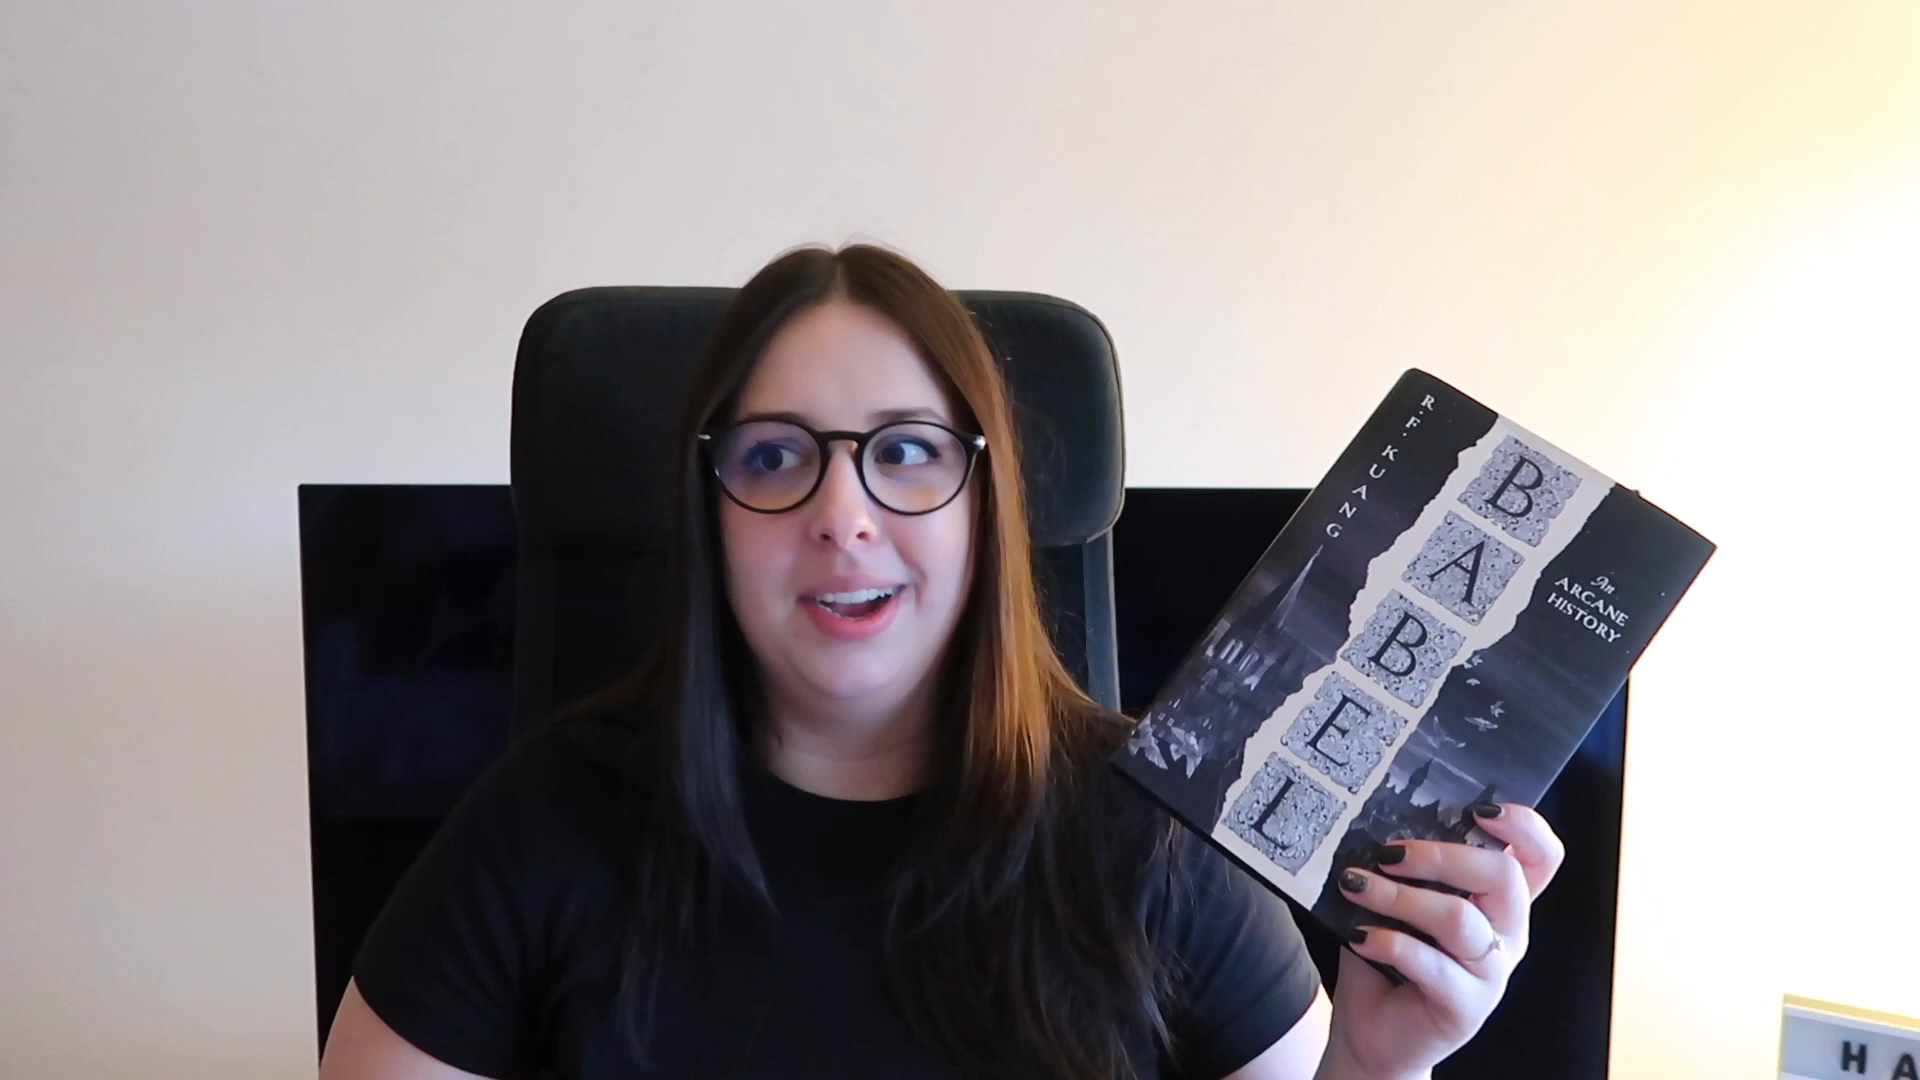 R. F. KUANG
BABEL
An
ARCANE
HISTORY
HA